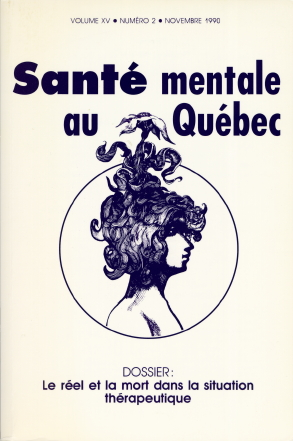 VOLUME XV • NUMÉRO 2 • NOVEMBRE 1990
Santé mentale
au Québec
DOSSIER:
Le réel et la mort dans la situation
thérapeutique